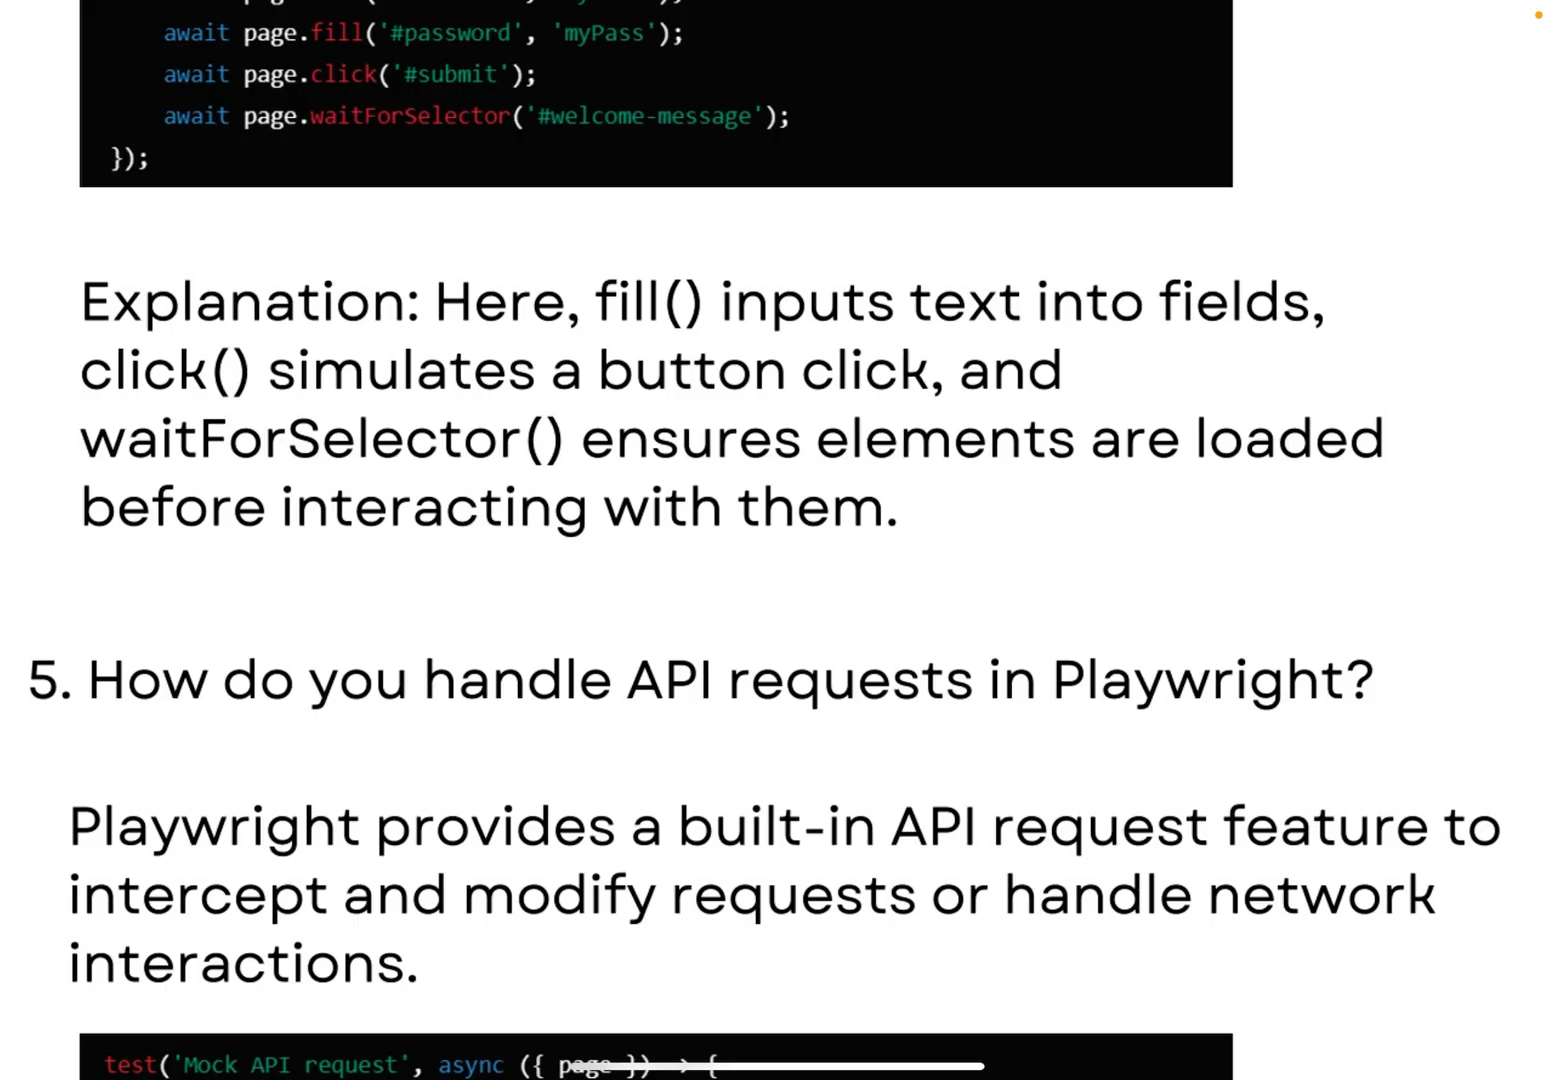 await page.fill('#password', 'myPass');
await page.click('#submit');
await page.waitForSelector('#welcome-message');
});
Explanation: Here, fill() inputs text into fields,
click() simulates a button click, and
waitForSelector() ensures elements are loaded
before interacting with them.
5. How do you handle API requests in Playwright?
Playwright provides a built-in API request feature to
intercept and modify requests or handle network
interactions.
test('Mock API request', async ({ page }) => {